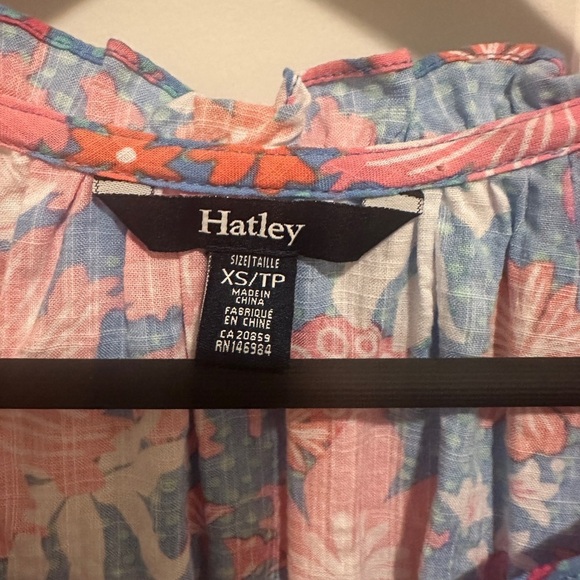 Hatley
SIZE|TAILLE
XS/TP
MADE IN
CHINA
FABRIQUÉ
EN CHINE
CA 20859
RN146984